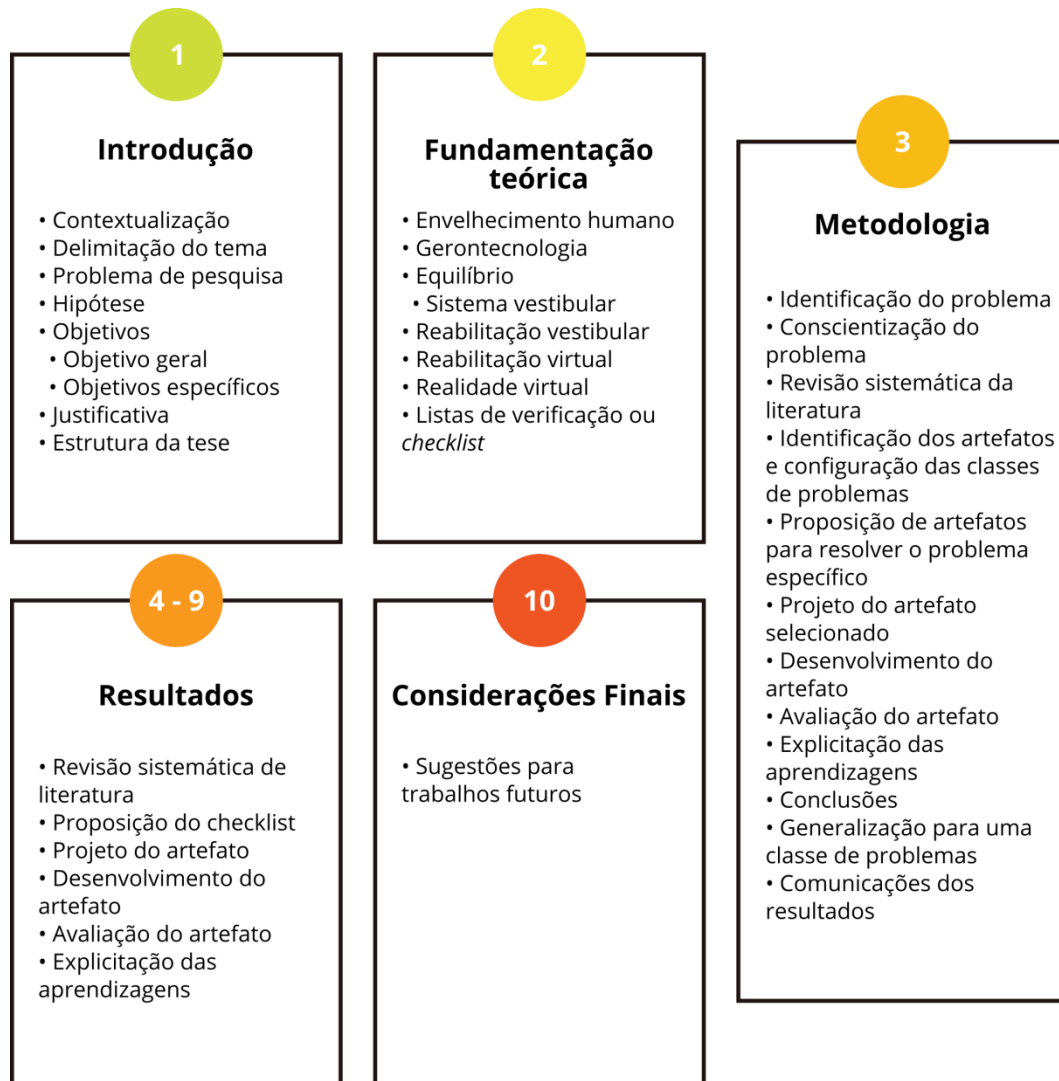 1
Introdução
• Contextualização
• Delimitação do tema
• Problema de pesquisa
• Hipótese
• Objetivos
• Objetivo geral
• Objetivos específicos
• Justificativa
• Estrutura da tese
2
Fundamentação
teórica
• Envelhecimento humano
• Gerontecnologia
• Equilíbrio
• Sistema vestibular
• Reabilitação vestibular
• Reabilitação virtual
• Realidade virtual
• Listas de verificação ou
checklist
3
Metodologia
• Identificação do problema
• Conscientização do
problema
• Revisão sistemática da
literatura
• Identificação dos artefatos
e configuração das classes
de problemas
• Proposição de artefatos
para resolver o problema
específico
• Projeto do artefato
selecionado
• Desenvolvimento do
artefato
• Avaliação do artefato
• Explicitação das
aprendizagens
• Conclusões
• Generalização para uma
classe de problemas
• Comunicações dos
resultados
4 - 9
Resultados
• Revisão sistemática de
literatura
• Proposição do checklist
• Projeto do artefato
• Desenvolvimento do
artefato
• Avaliação do artefato
• Explicitação das
aprendizagens
10
Considerações Finais
• Sugestões para
trabalhos futuros